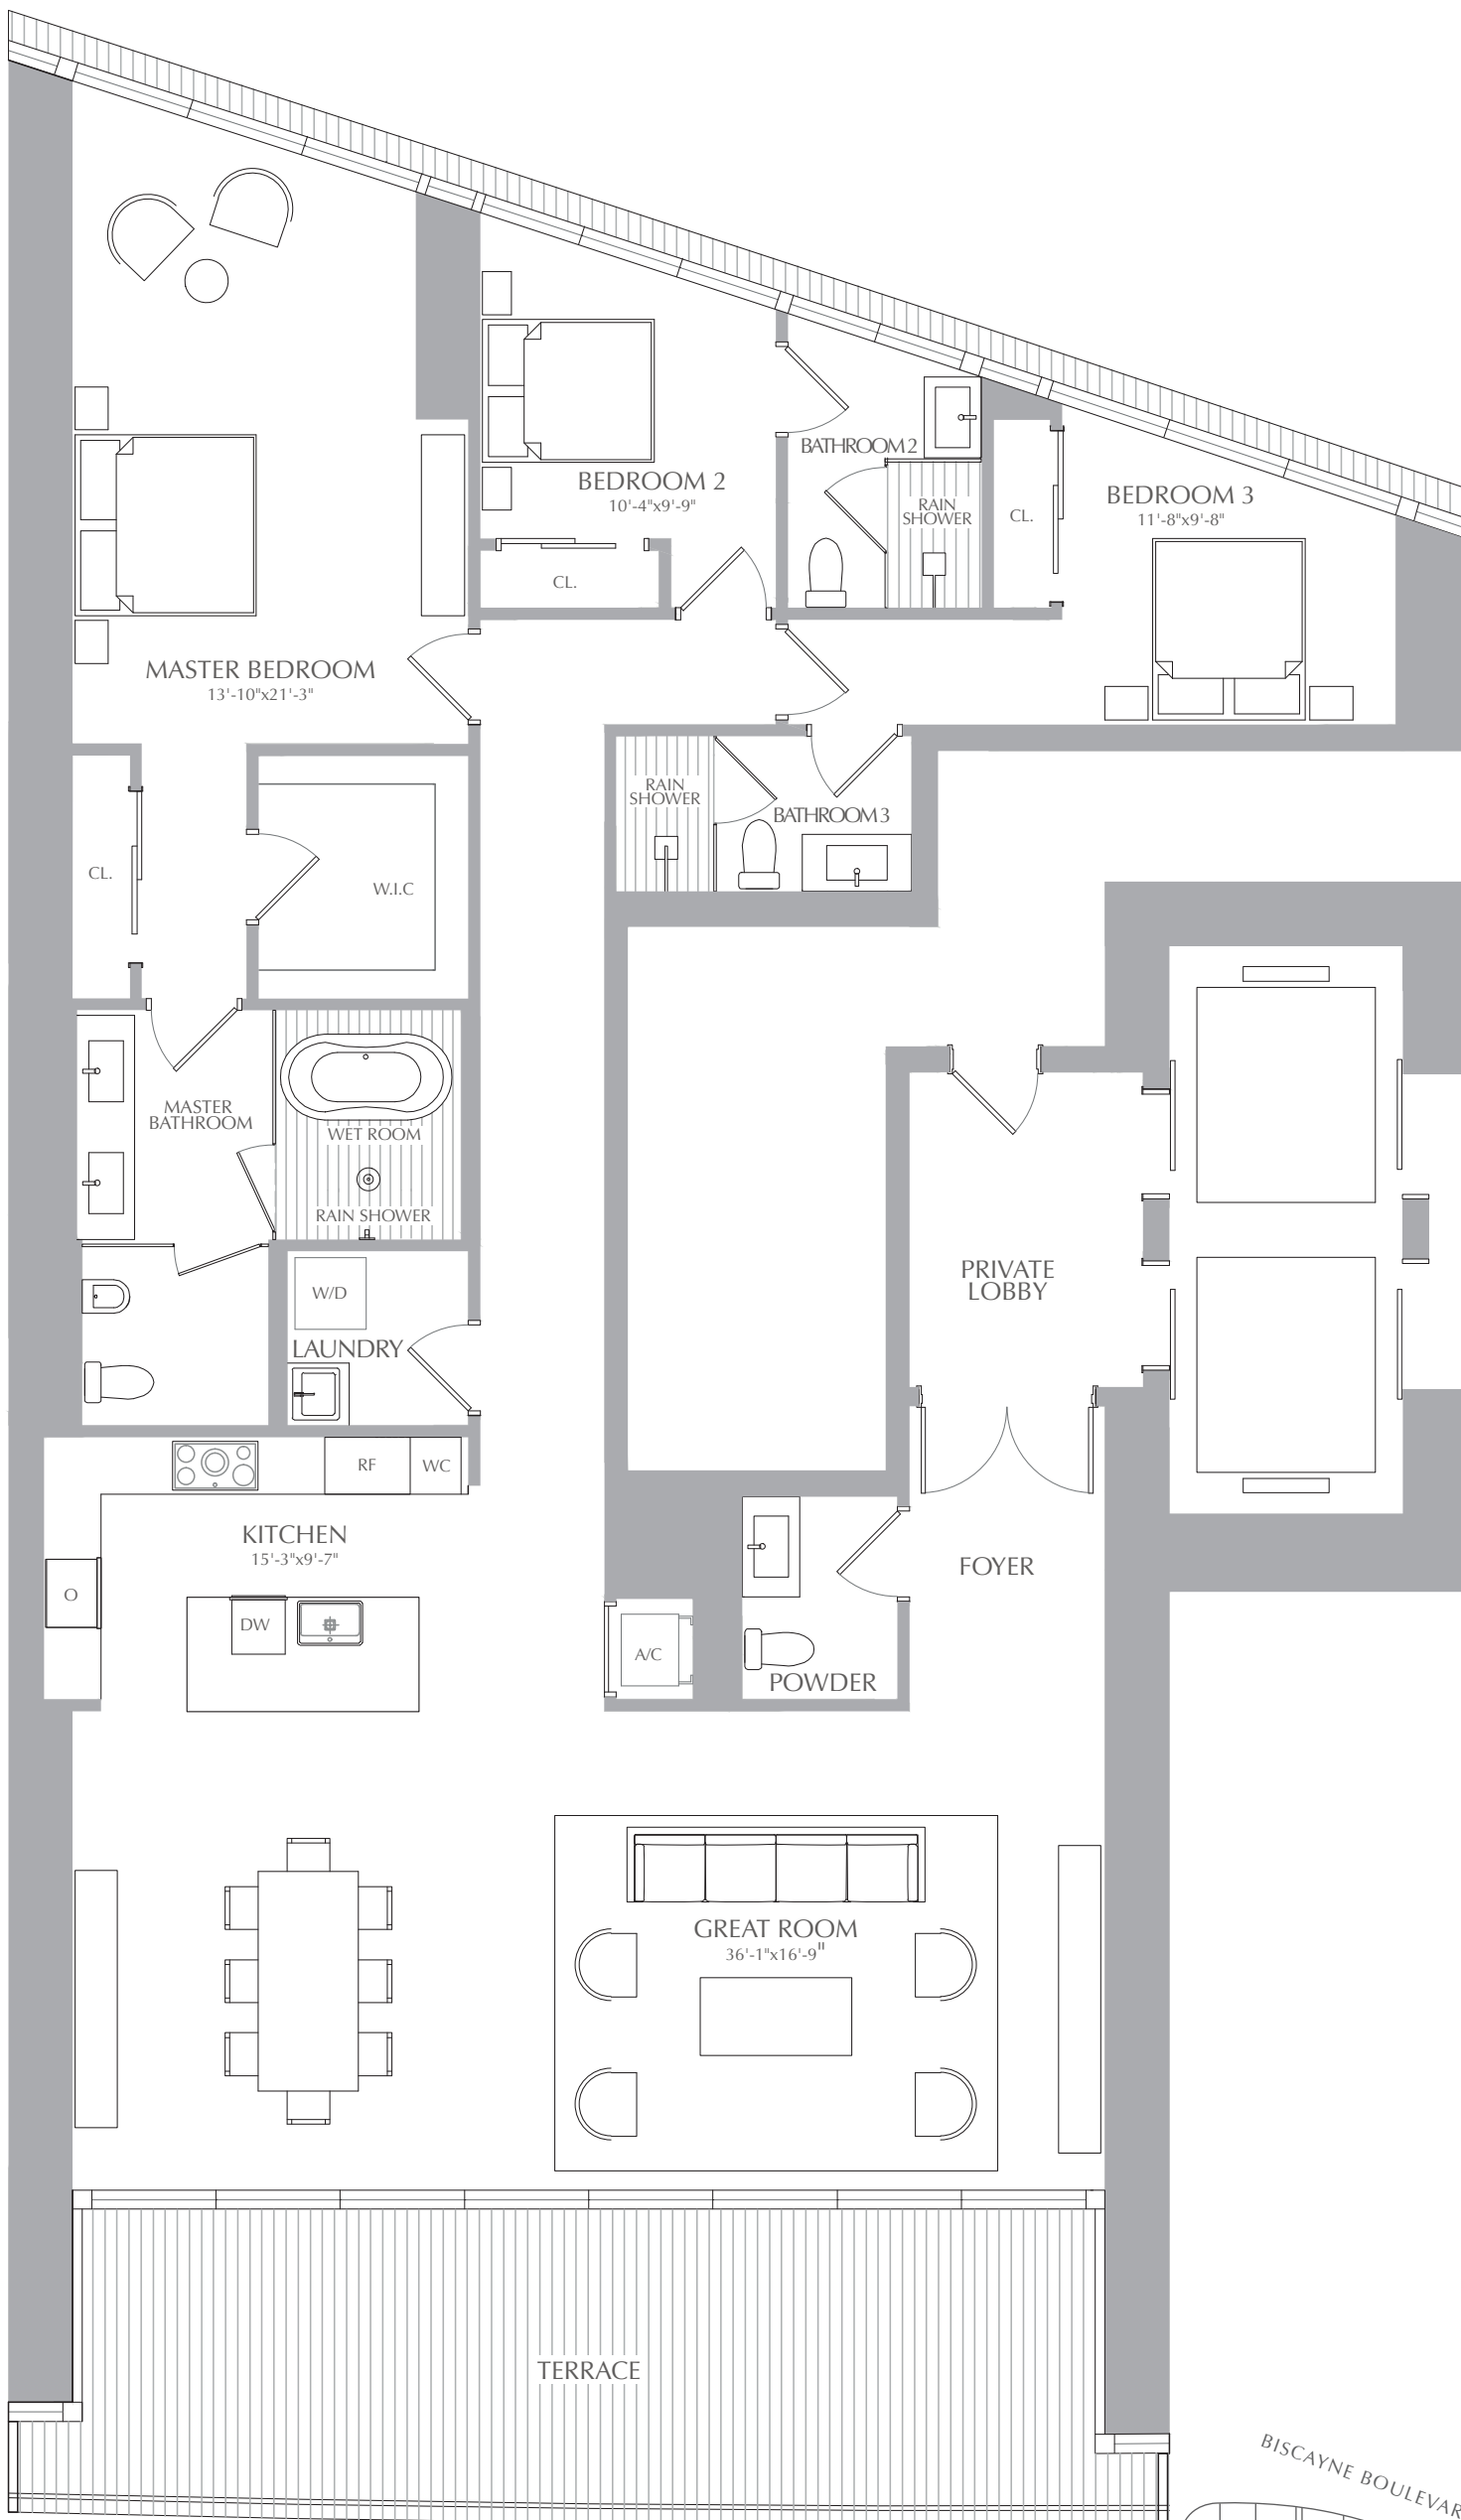 BATHROOM 2
BEDROOM 2
10'-4"x9'-9"
BEDROOM 3
11'-8"x9'-8"
RAIN
SHOWER
CL.
CL.
MASTER BEDROOM
13'-10"x21'-3"
RAIN
SHOWER
BATHROOM 3
CL.
W.I.C
MASTER
BATHROOM
WET ROOM
RAIN SHOWER
PRIVATE
LOBBY
W/D
LAUNDRY
RF
WC
KITCHEN
15'-3"x9'-7"
FOYER
O
DW
A/C
POWDER
GREAT ROOM
36'-1"x16'-9"
TERRACE
BISCAYNE BOULEVAR